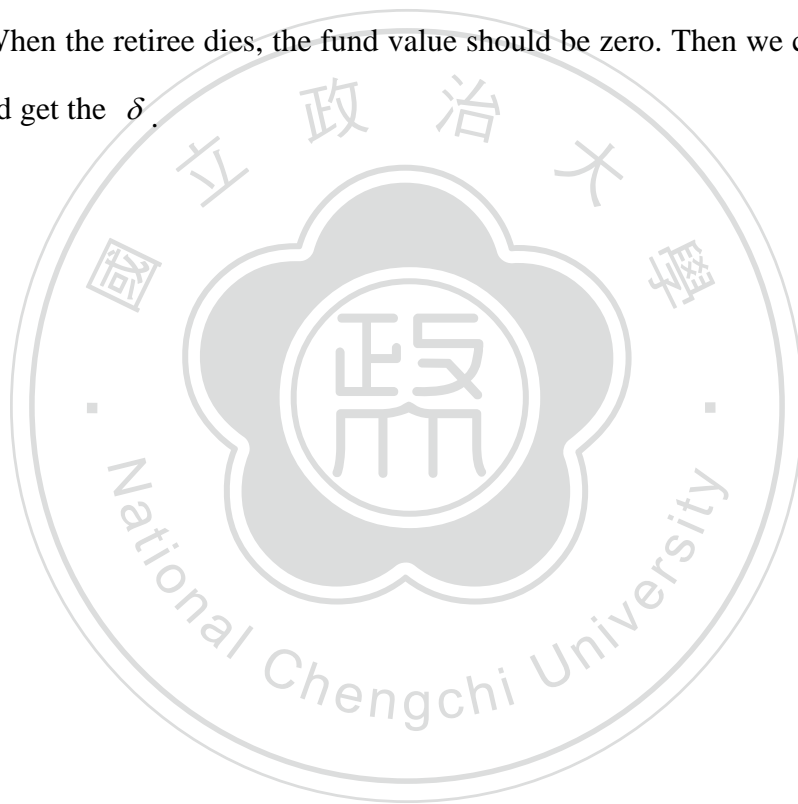 When the retiree dies, the fund value should be zero. Then we
d get the δ.
國立政治大學
政
National Chengchi University